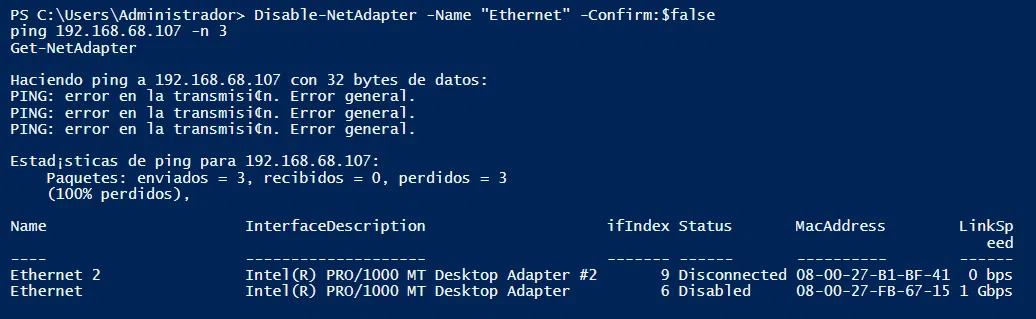 PS C:\Users\Administrador> Disable-NetAdapter -Name "Ethernet" -Confirm:$false
ping 192.168.68.107 -n 3
Get-NetAdapter
Haciendo ping a 192.168.68.107 con 32 bytes de datos:
PING: error en la transmisi¢n. Error general.
PING: error en la transmisi¢n. Error general.
PING: error en la transmisi¢n. Error general.
Estad¡sticas de ping para 192.168.68.107:
    Paquetes: enviados = 3, recibidos = 0, perdidos = 3
    (100% perdidos),
Name                      InterfaceDescription                    ifIndex Status       MacAddress             LinkSp
                                                                                                                 eed
----                      --------------------                    ------- ------       ----------             ------
Ethernet 2                Intel(R) PRO/1000 MT Desktop Adapter #2       9 Disconnected 08-00-27-B1-BF-41  0 bps
Ethernet                  Intel(R) PRO/1000 MT Desktop Adapter          6 Disabled     08-00-27-FB-67-15 1 Gbps